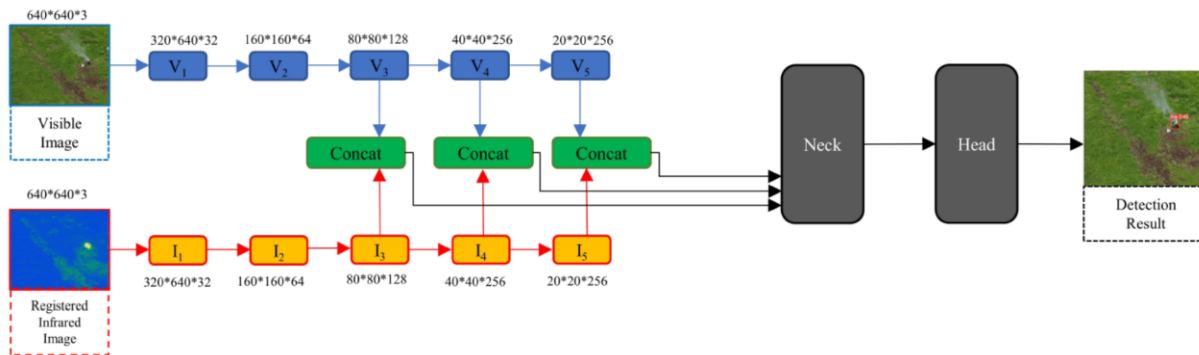 640*640*3
320*640*32
160*160*64
80*80*128
40*40*256
20*20*256
V1
V2
V3
V4
V5
Visible
Image
Concat
Concat
Concat
Neck
Head
Detection
Result
640*640*3
I1
I2
I3
I4
I5
320*640*32
160*160*64
80*80*128
40*40*256
20*20*256
Registered
Infrared
Image